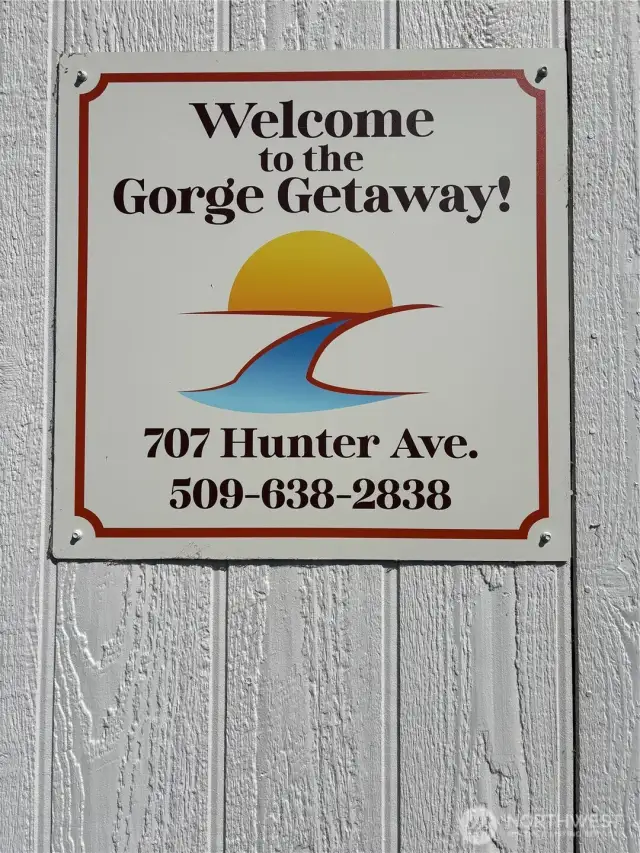 Welcome
to the
Gorge Getaway!
707 Hunter Ave.
509-638-2838
NORTHWEST